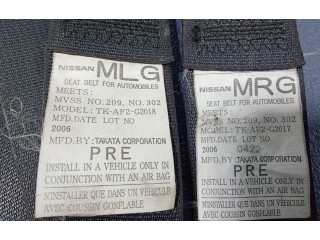 NISSAN MLG
SEAT BELT FOR AUTOMOBILES
MEETS:
MVSS NO. 209, NO. 302
MODEL: TK-AF2-G2018
MFD.DATE LOT NO
2006
MFD.BY: TAKATA CORPORATION
PRE
INSTALL IN A VEHICLE ONLY IN
CONJUNCTION WITH AN AIR BAG
N'INSTALLER QUE DANS UN VÉHICULE
AVEC COUSSIN GONFLABLE
NISSAN MRG
SEAT BELT FOR AUTOMOBILES
MEETS:
MVSS NO. 209, NO. 302
MODEL: TK-AF2-G2017
MFD.DATE LOT NO
2006 0422
MFD.BY: TAKATA CORPORATION
PRE
INSTALL IN A VEHICLE ONLY IN
CONJUNCTION WITH AN AIR BAG
N'INSTALLER QUE DANS UN VÉHICULE
AVEC COUSSIN GONFLABLE